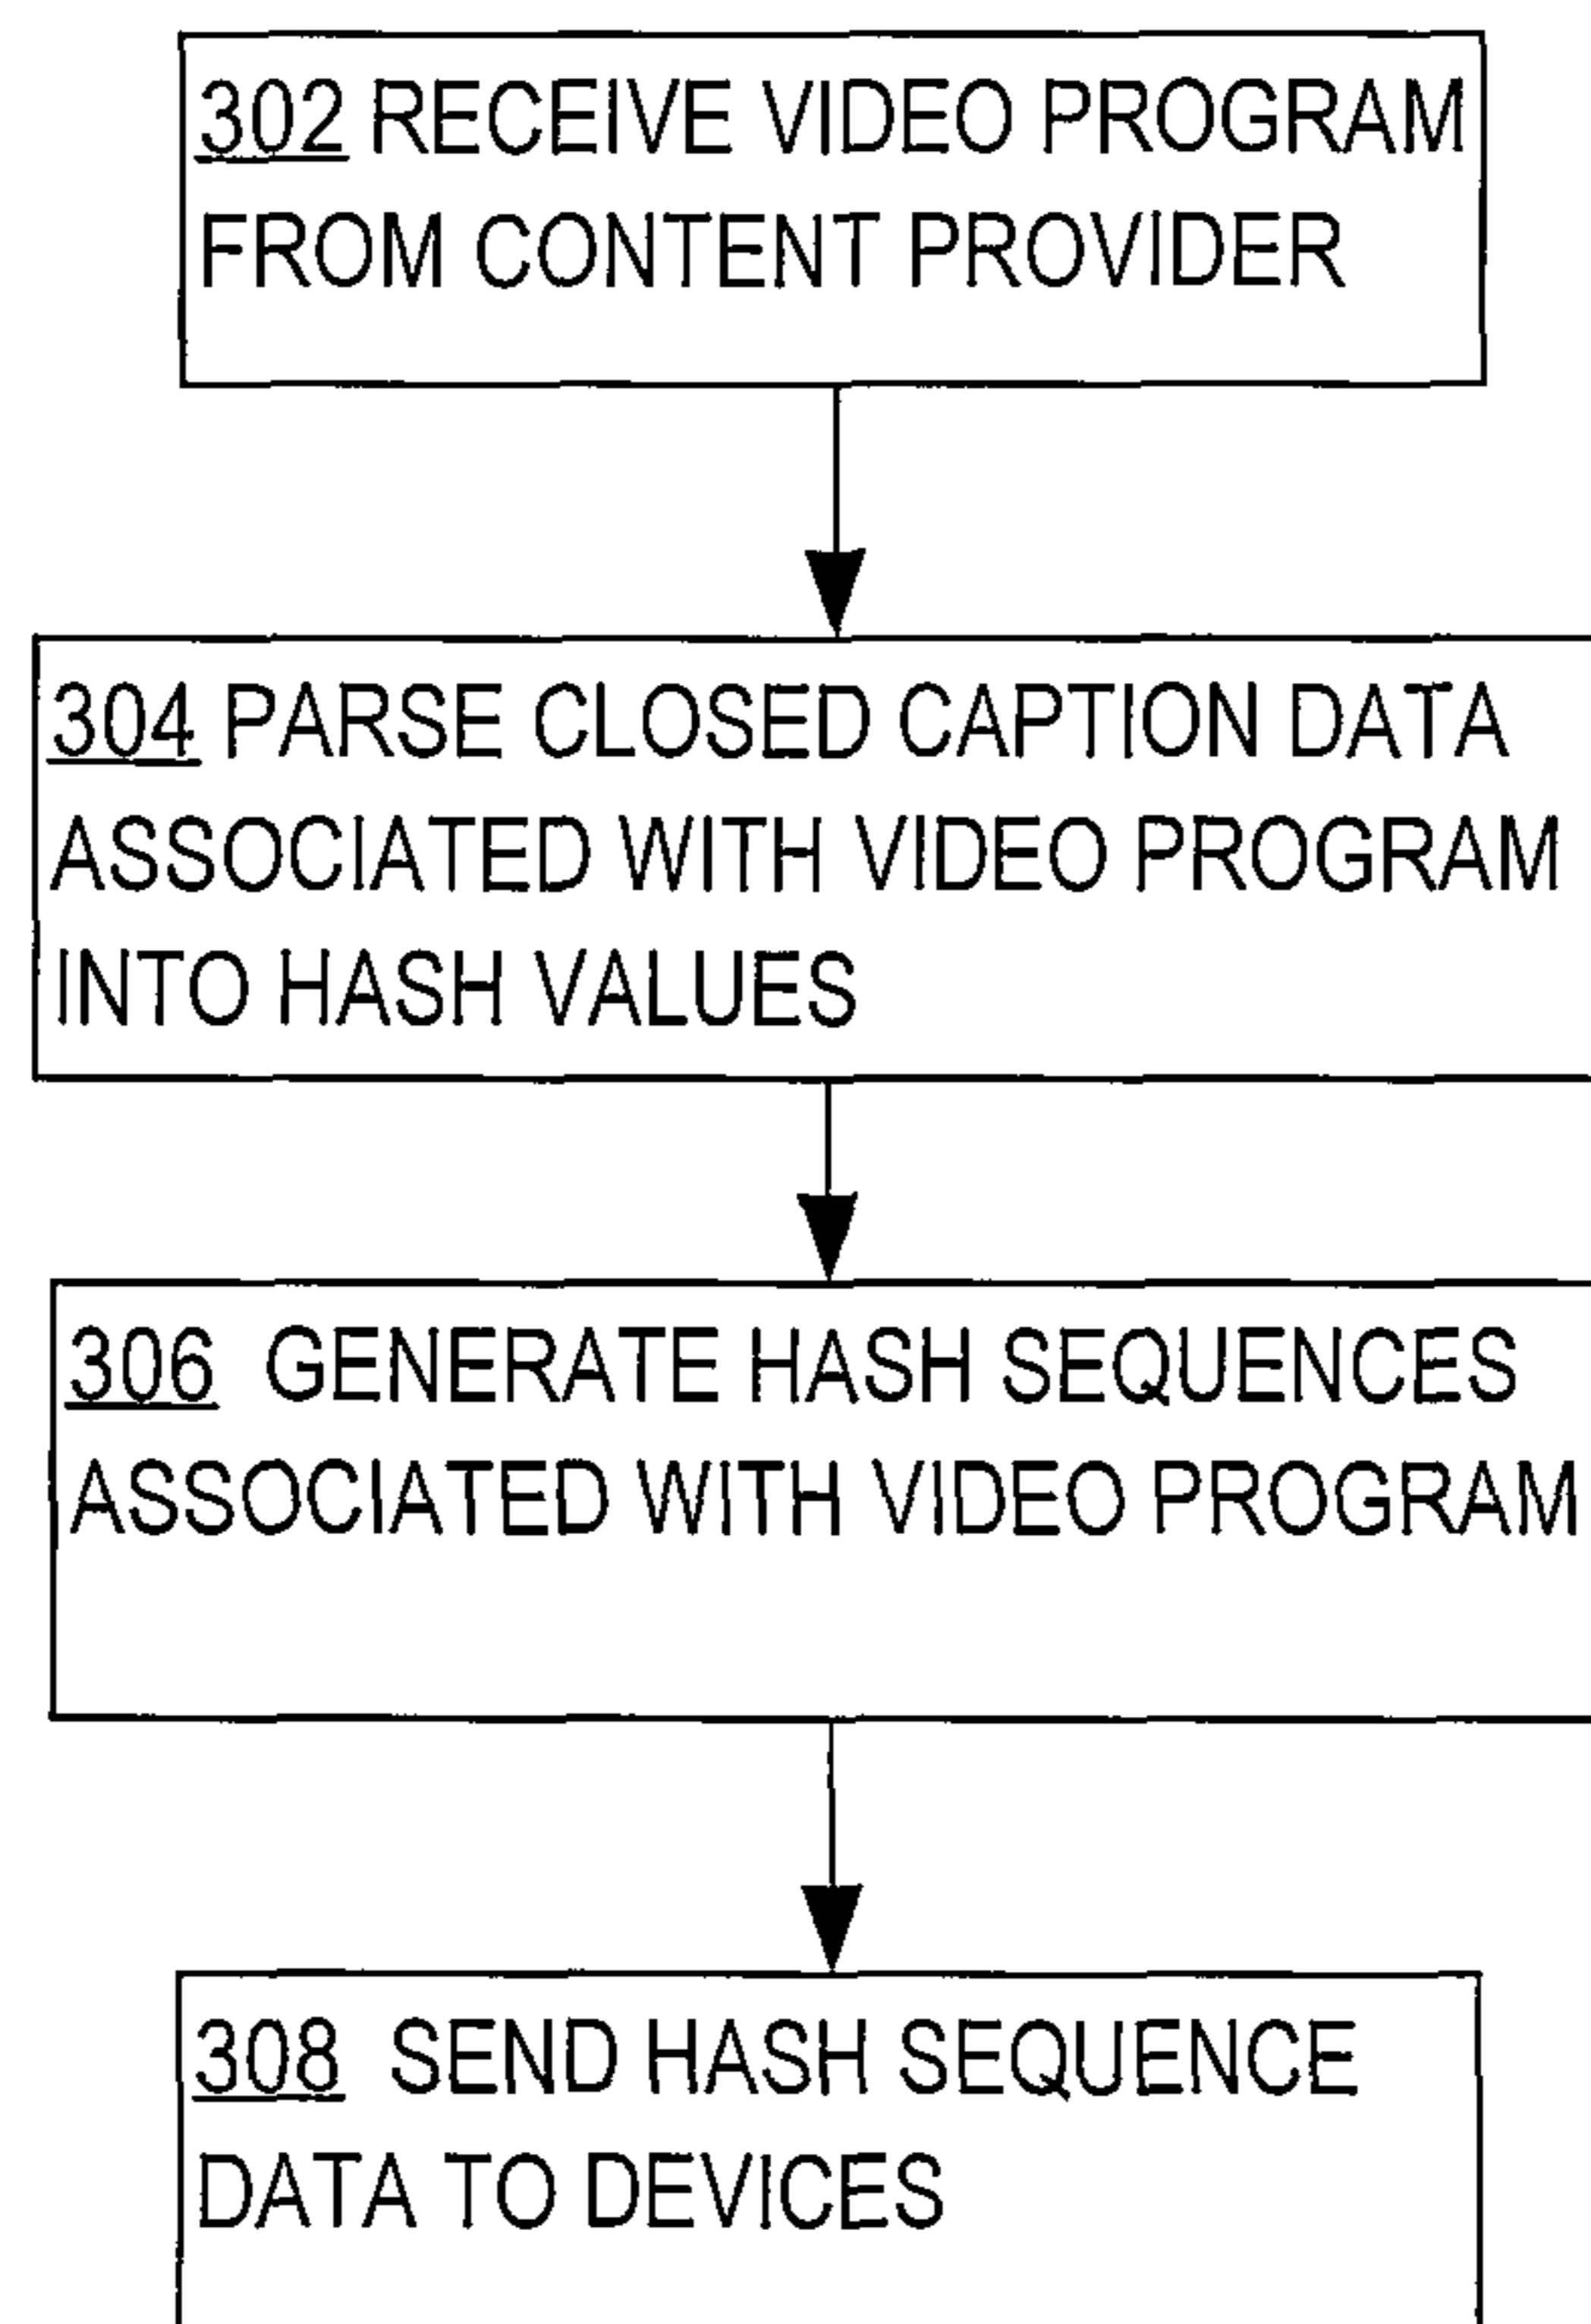 302 RECEIVE VIDEO PROGRAM
FROM CONTENT PROVIDER
304 PARSE CLOSED CAPTION DATA
ASSOCIATED WITH VIDEO PROGRAM
INTO HASH VALUES
306 GENERATE HASH SEQUENCES
ASSOCIATED WITH VIDEO PROGRAM
308 SEND HASH SEQUENCE
DATA TO DEVICES